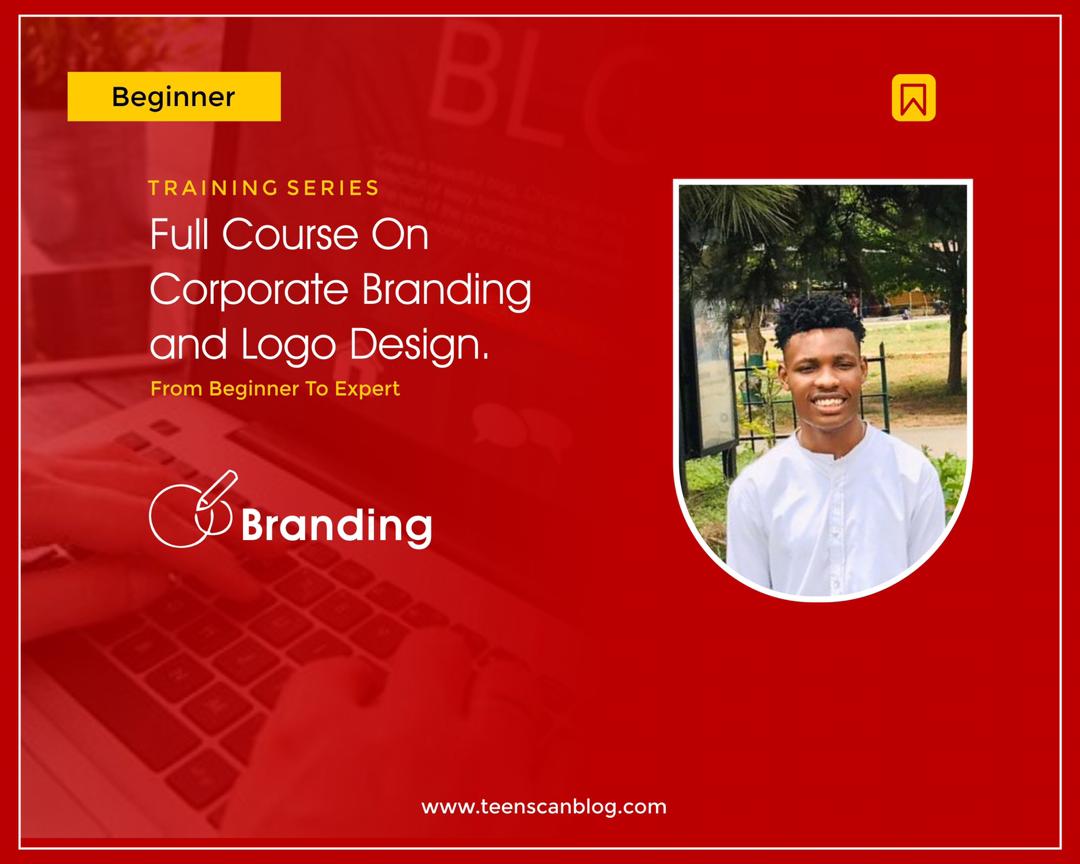 Beginner
TRAINING SERIES
Full Course On
Corporate Branding
and Logo Design.
From Beginner To Expert
Branding
www.teenscanblog.com